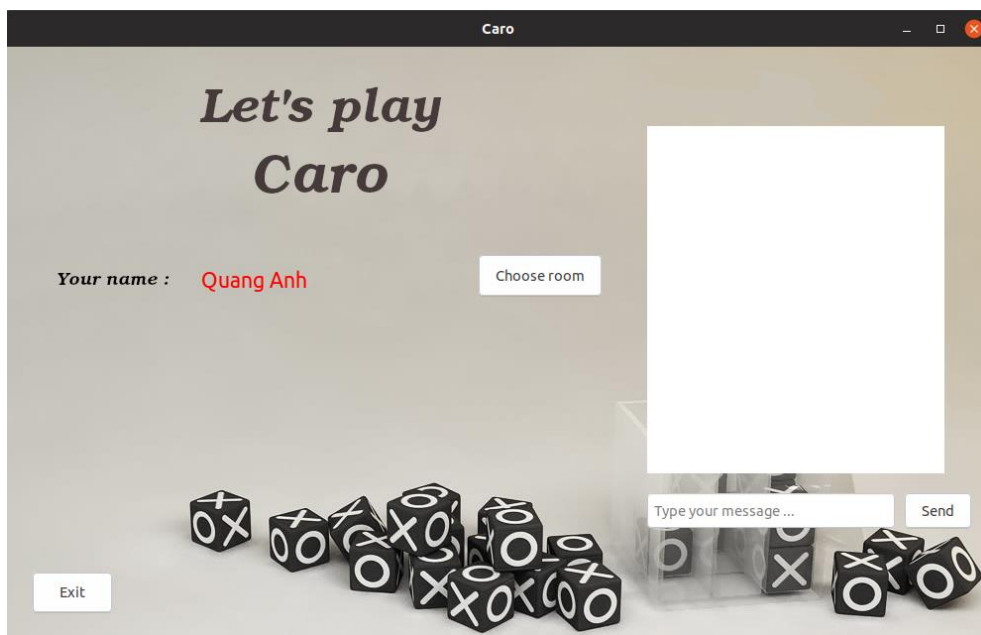 Caro
Let's play
Caro
Your name :
Quang Anh
Choose room
Type your message ...
Send
Exit